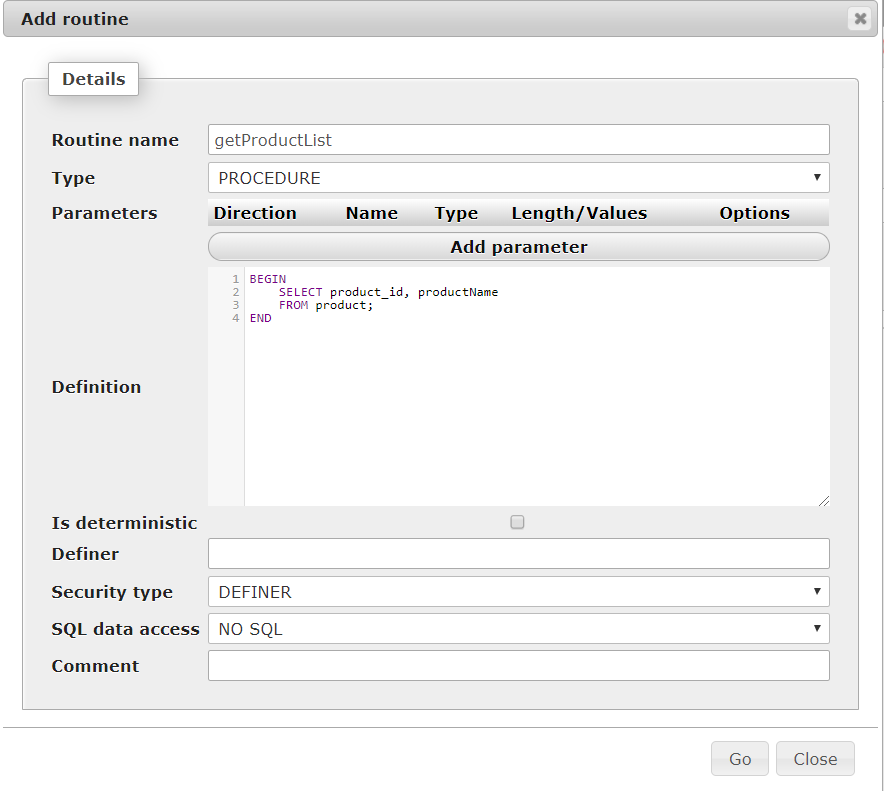 Add routine
Details
Routine name getProductList
Type PROCEDURE
Parameters Direction Name Type Length/Values Options
Add parameter
Definition
1 BEGIN
2 SELECT product_id, productName
3 FROM product;
4 END
Is deterministic
Definer
Security type DEFINER
SQL data access NO SQL
Comment
Go Close